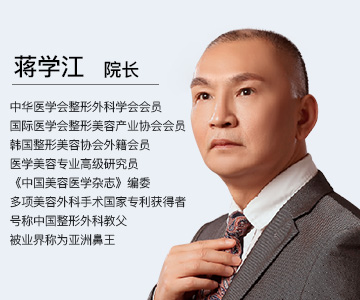 蒋学江 院长
中华医学会整形外科学会会员
国际医学会整形美容产业协会会员
韩国整形美容协会外籍会员
医学美容专业高级研究员
《中国美容医学杂志》编委
多项美容外科手术国家专利获得者
号称中国整形外科教父
被业界称为亚洲鼻王